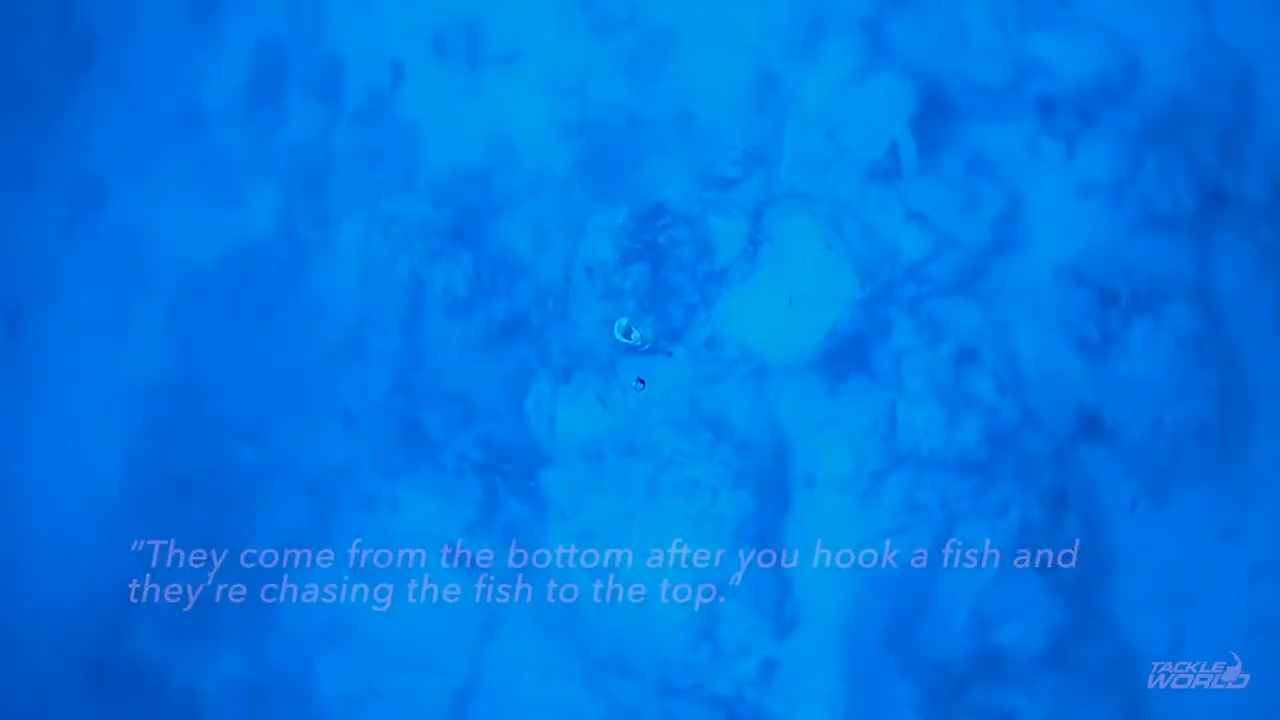 “They come from the bottom after you hook a fish and
they’re chasing the fish to the top.”
TACKLE
WORLD